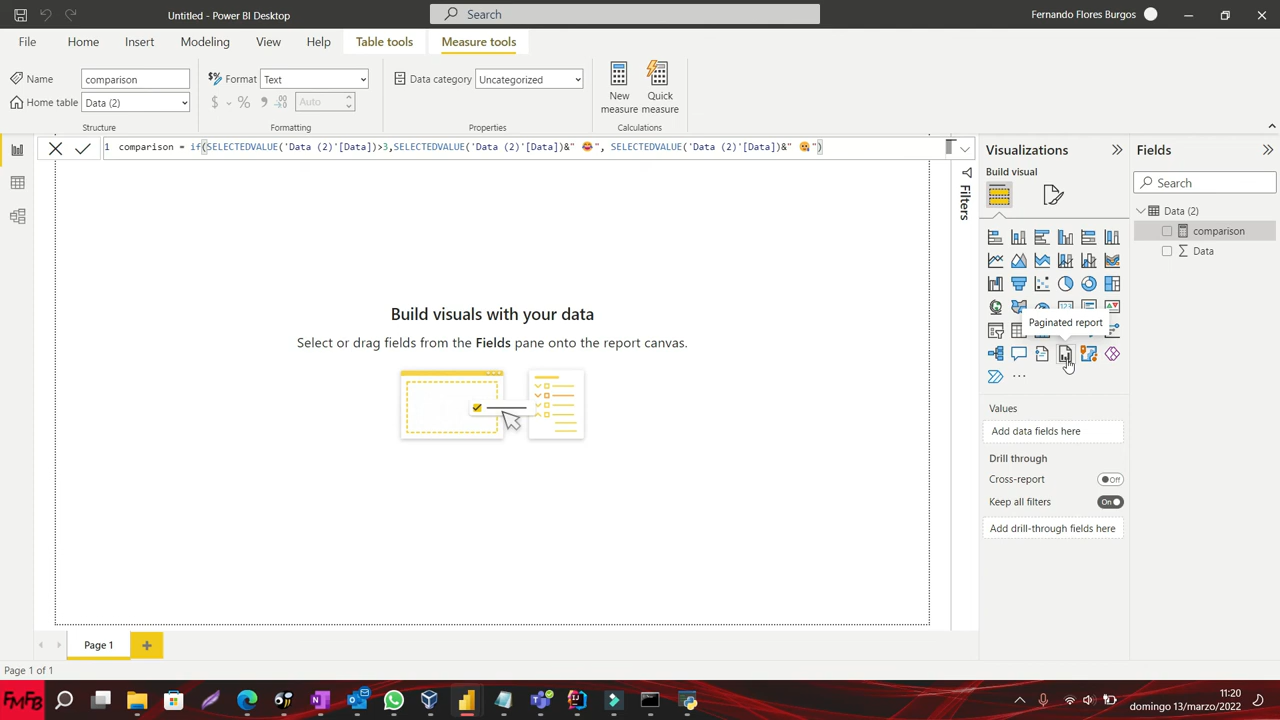 Untitled - Power BI Desktop
Search
Fernando Flores Burgos
File
Home
Insert
Modeling
View
Help
Table tools
Measure tools
Name
comparison
Format
Text
Data category
Uncategorized
New measure
Quick measure
Home table
Data (2)
$
%
Auto
Structure
Formatting
Properties
Calculations
1 comparison = if(SELECTEDVALUE('Data (2)'[Data])>3,SELECTEDVALUE('Data (2)'[Data])&" 😂", SELECTEDVALUE('Data (2)'[Data])&" 😘")
Filters
Visualizations
Build visual
Fields
Search
Data (2)
comparison
Data
Paginated report
Build visuals with your data
Select or drag fields from the Fields pane onto the report canvas.
Values
Add data fields here
Drill through
Cross-report
Off
Keep all filters
On
Add drill-through fields here
Page 1
Page 1 of 1
FMFB
11:20
domingo 13/marzo/2022